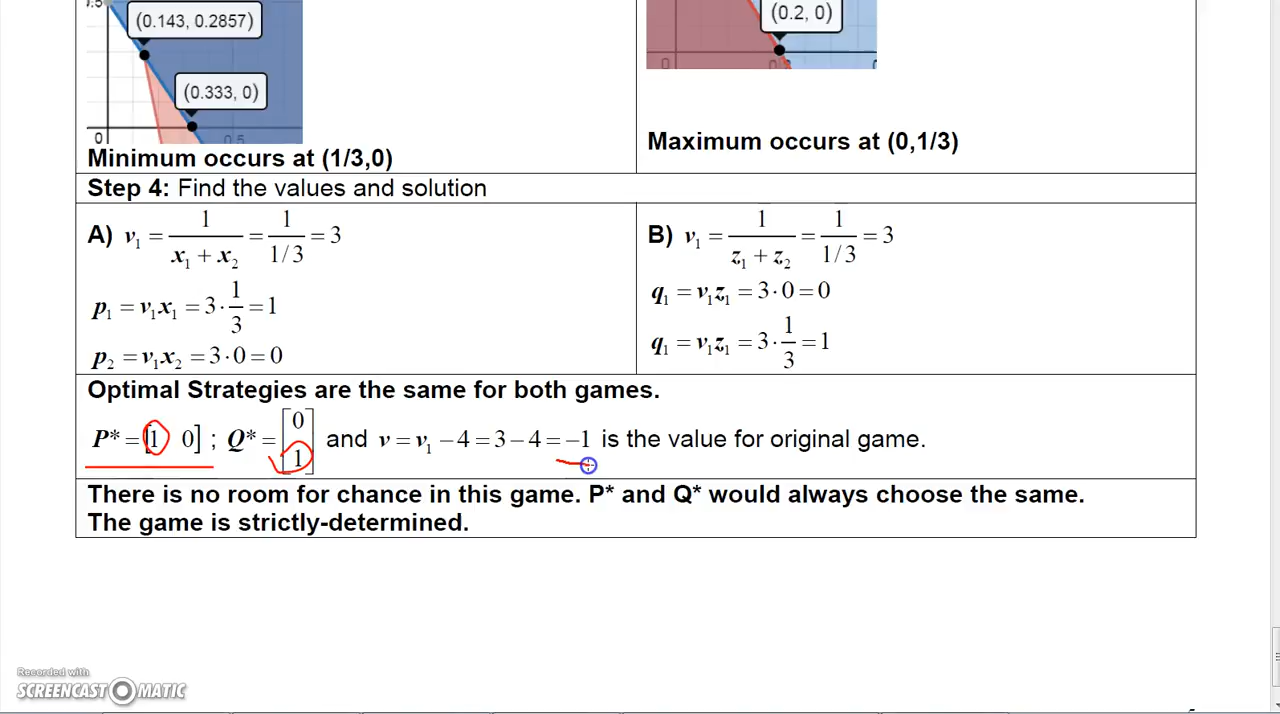 (0.143, 0.2857)
(0.333, 0)
0
0.5
Minimum occurs at (1/3,0)
(0.2, 0)
0
Maximum occurs at (0,1/3)
Step 4: Find the values and solution
A) v₁ = 1/(x₁ + x₂) = 1/(1/3) = 3
p₁ = v₁x₁ = 3·1/3 = 1
p₂ = v₁x₂ = 3·0 = 0
B) v₁ = 1/(z₁ + z₂) = 1/(1/3) = 3
q₁ = v₁z₁ = 3·0 = 0
q₁ = v₁z₁ = 3·1/3 = 1
Optimal Strategies are the same for both games.
P* = [1 0] ; Q* = [0 1] and v = v₁ − 4 = 3 − 4 = −1 is the value for original game.
There is no room for chance in this game. P* and Q* would always choose the same.
The game is strictly-determined.
Recorded with
SCREENCAST MATIC